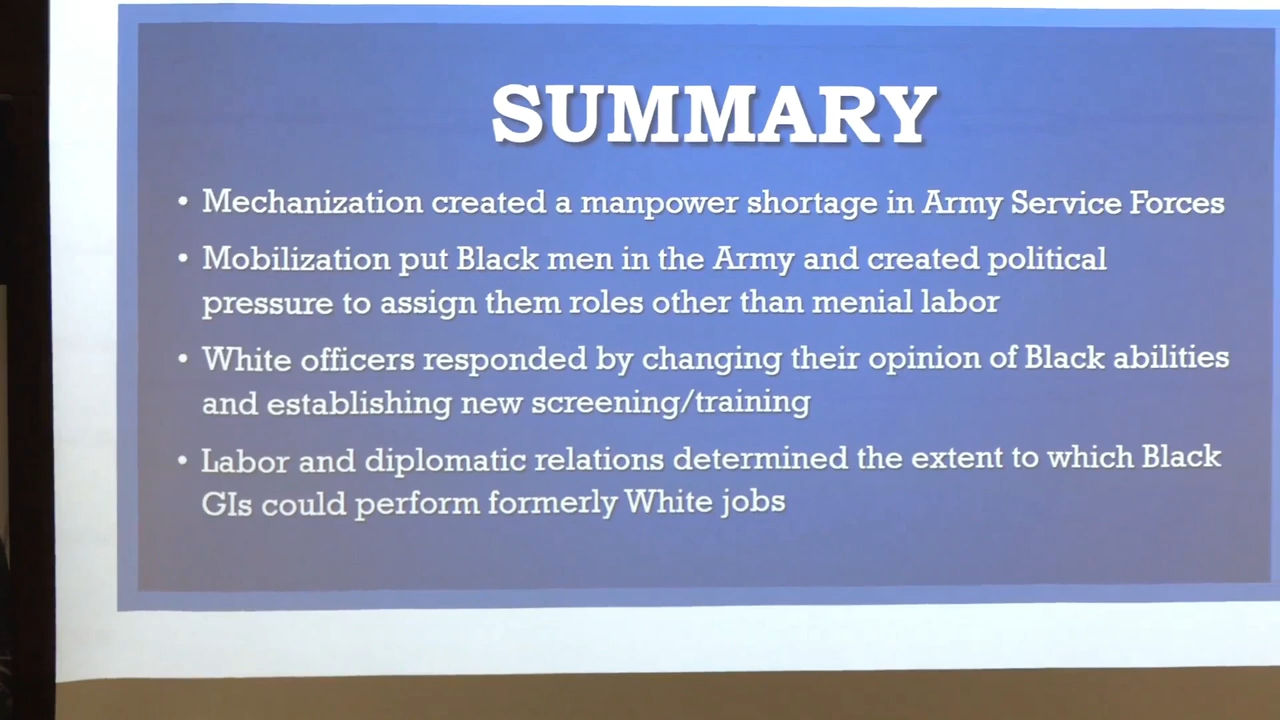 SUMMARY
• Mechanization created a manpower shortage in Army Service Forces
• Mobilization put Black men in the Army and created political
pressure to assign them roles other than menial labor
• White officers responded by changing their opinion of Black abilities
and establishing new screening/training
• Labor and diplomatic relations determined the extent to which Black
GIs could perform formerly White jobs